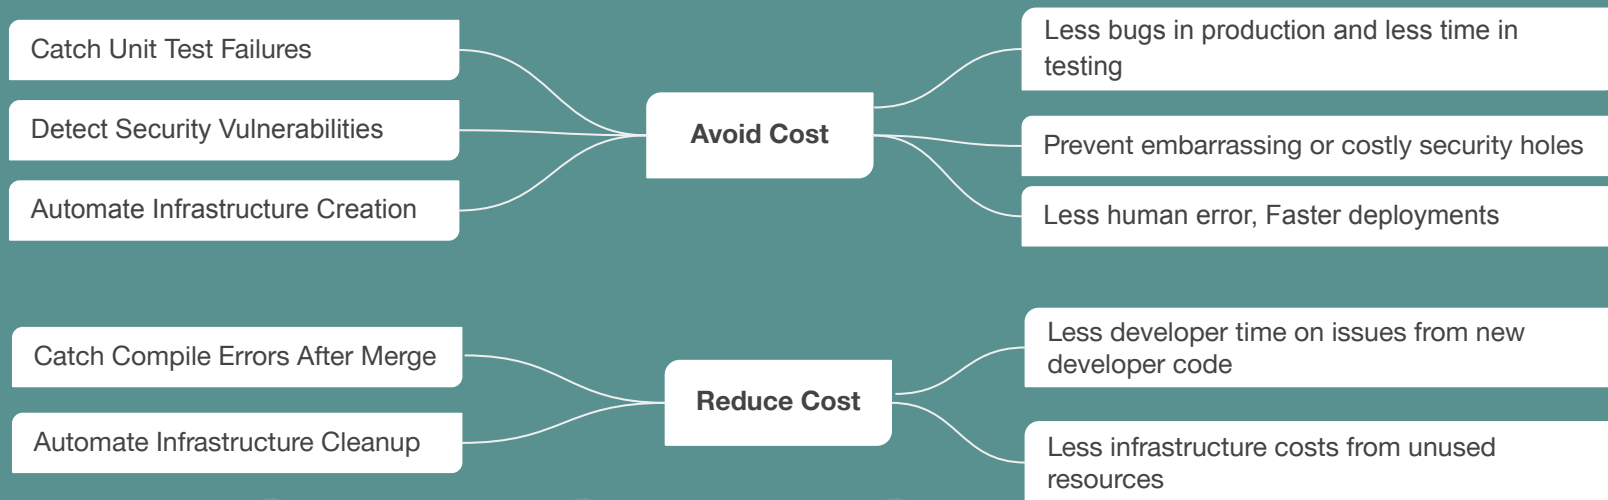 Catch Unit Test Failures
Detect Security Vulnerabilities
Automate Infrastructure Creation
Avoid Cost
Less bugs in production and less time in
testing
Prevent embarrassing or costly security holes
Less human error, Faster deployments
Catch Compile Errors After Merge
Automate Infrastructure Cleanup
Reduce Cost
Less developer time on issues from new
developer code
Less infrastructure costs from unused
resources